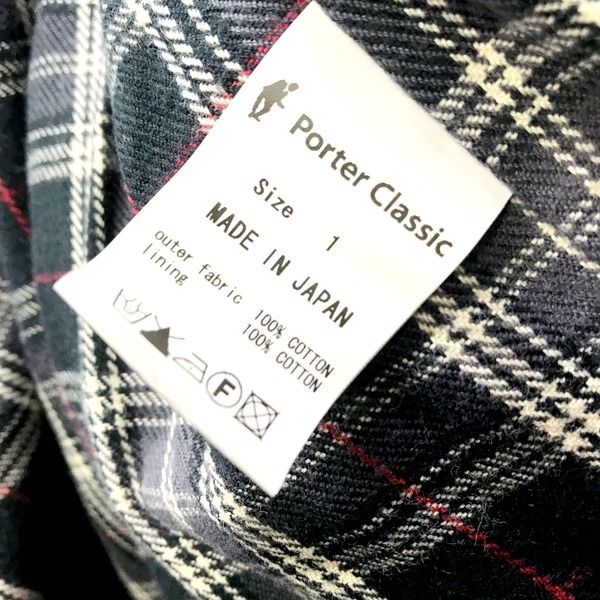 Porter Classic
Size 1
MADE IN JAPAN
outer fabric 100% COTTON
lining 100% COTTON
F